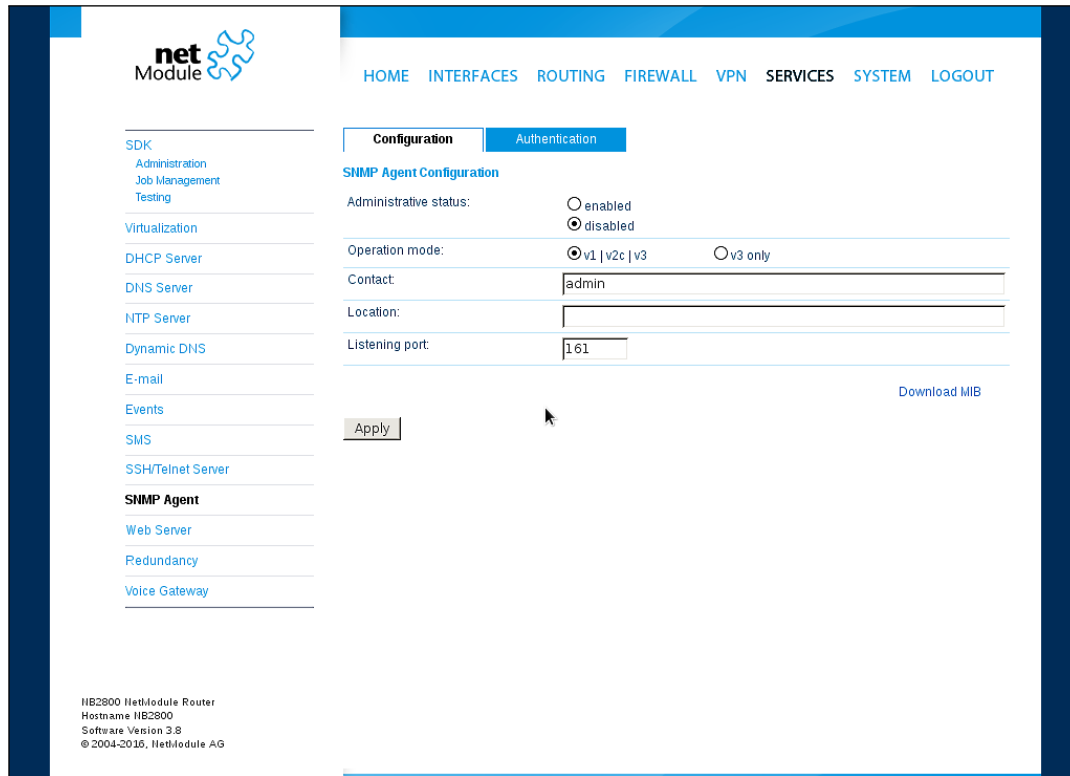 net
Module
HOME INTERFACES ROUTING FIREWALL VPN SERVICES SYSTEM LOGOUT
SDK
Administration
Job Management
Testing
Virtualization
DHCP Server
DNS Server
NTP Server
Dynamic DNS
E-mail
Events
SMS
SSH/Telnet Server
SNMP Agent
Web Server
Redundancy
Voice Gateway
Configuration Authentication
SNMP Agent Configuration
Administrative status:
enabled
disabled
Operation mode:
v1 | v2c | v3 v3 only
Contact:
admin
Location:
Listening port:
161
Download MIB
Apply
NB2800 NetModule Router
Hostname NB2800
Software Version 3.8
© 2004-2016, NetModule AG